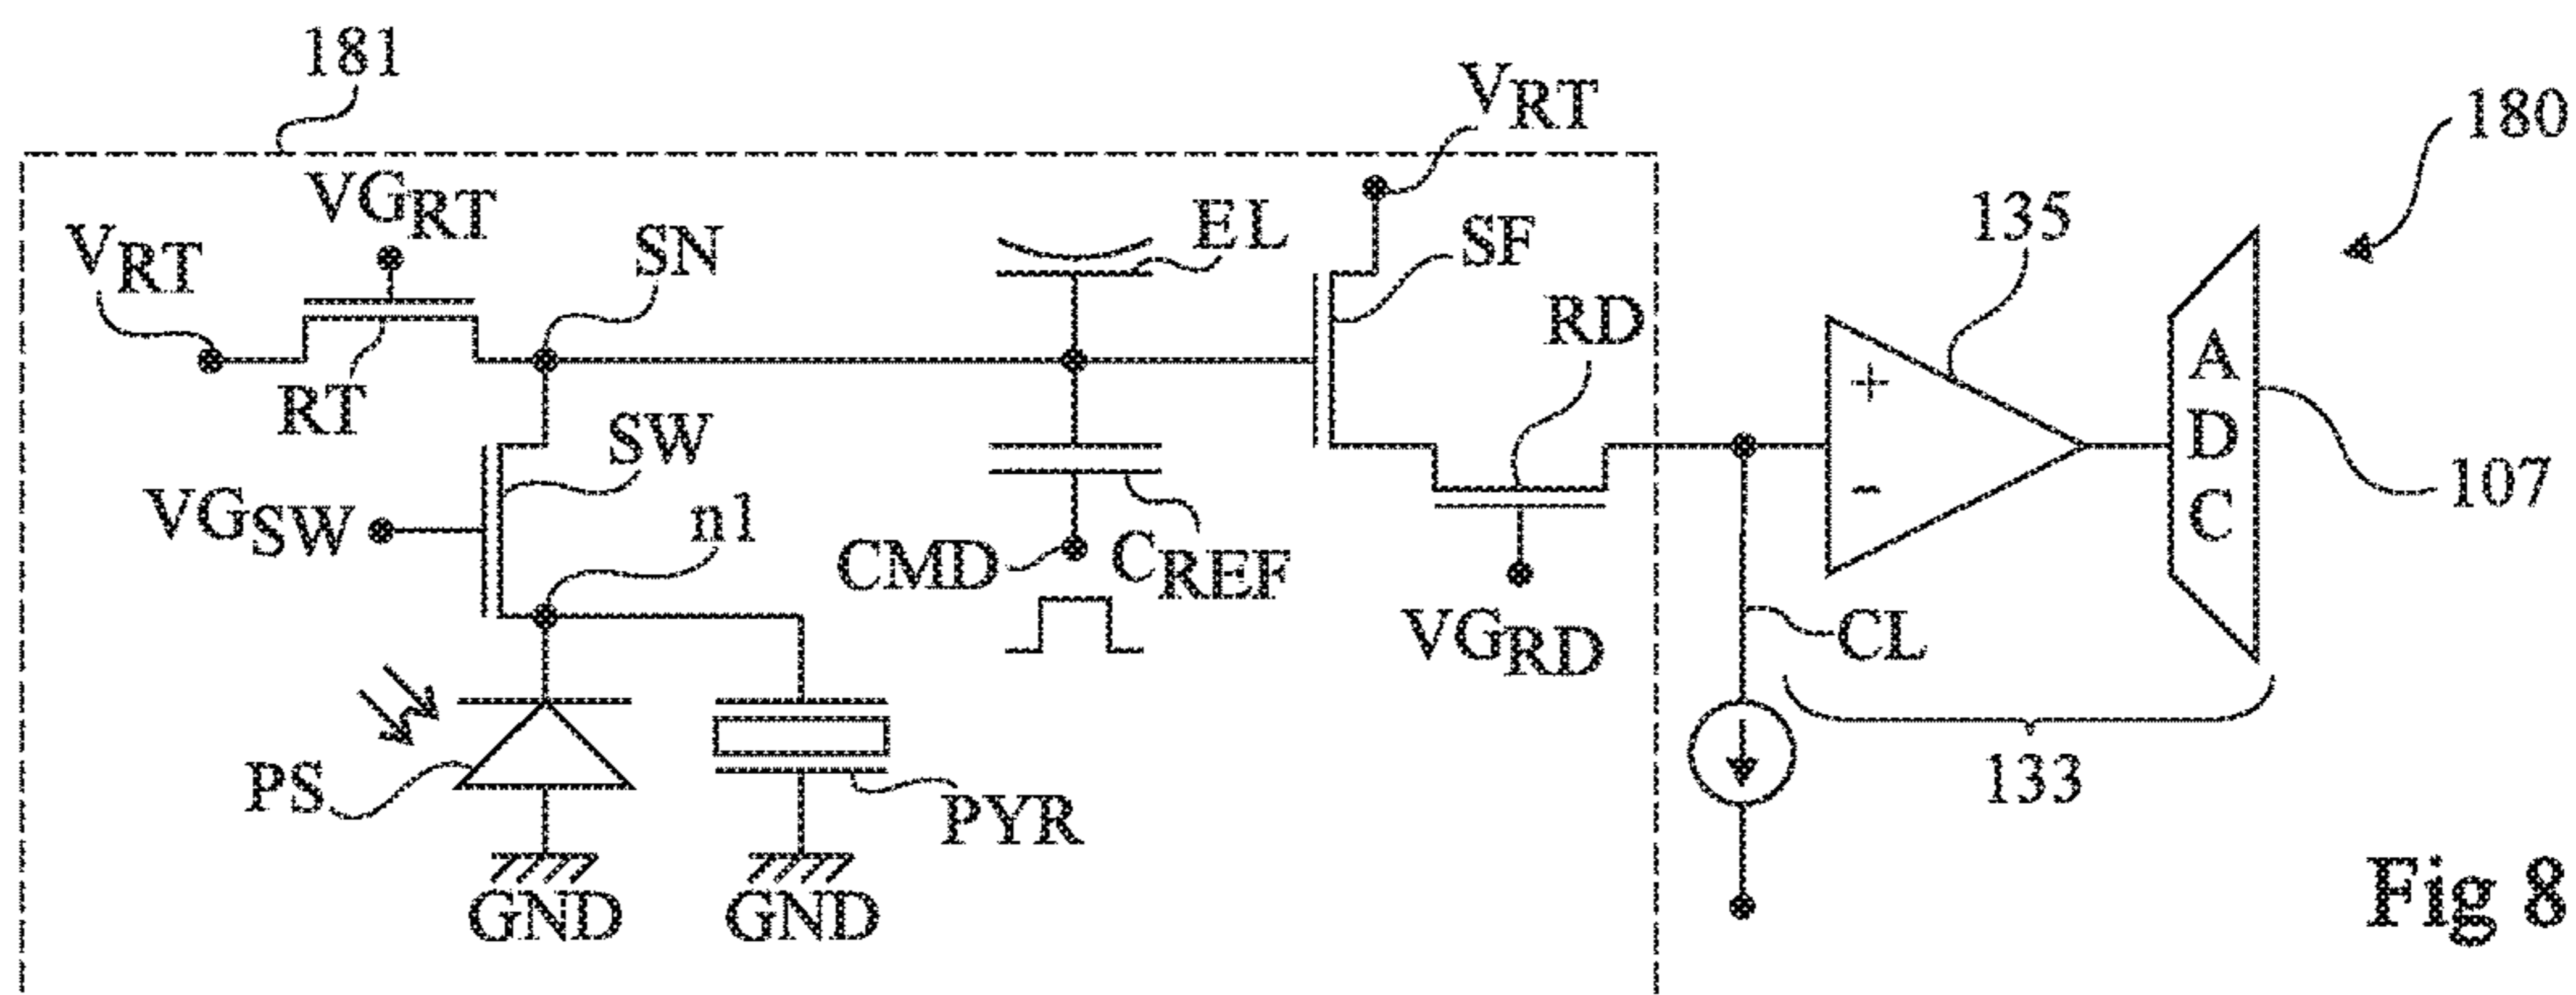 181
VRT
180
VGRT
EL
135
VRT
SN
SF
RD
RT
SW
A
D
C
VGSW
n1
CMD
CREF
107
VGRD
CL
PS
PYR
133
GND
GND
Fig 8
+
-